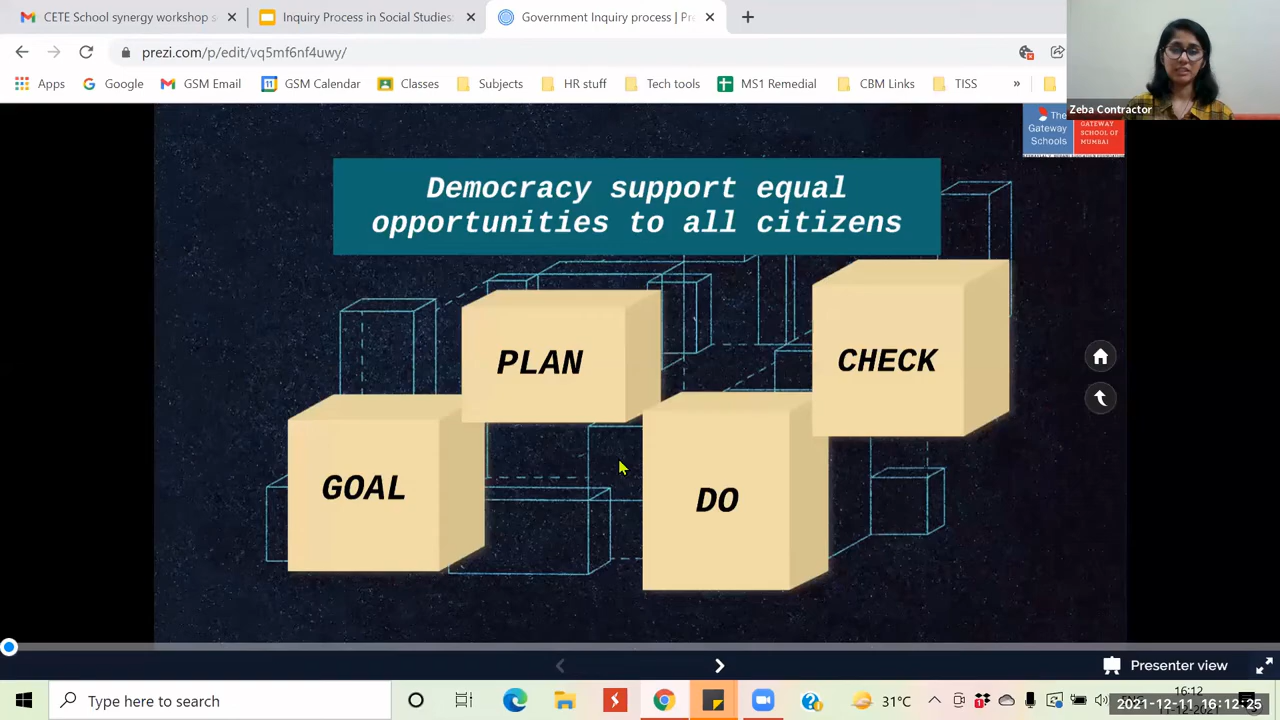 CETE School synergy workshop s
Inquiry Process in Social Studies:
Government Inquiry process | Pr
prezi.com/p/edit/vq5mf6nf4uwy/
Apps
Google
GSM Email
GSM Calendar
Classes
Subjects
HR stuff
Tech tools
MS1 Remedial
CBM Links
TISS
»
Zeba Contractor
The
Gateway
Schools
GATEWAY
SCHOOL OF
MUMBAI
Democracy support equal
opportunities to all citizens
GOAL
PLAN
DO
CHECK
Presenter view
Type here to search
31°C
16:12
2021-12-11 16:12:25